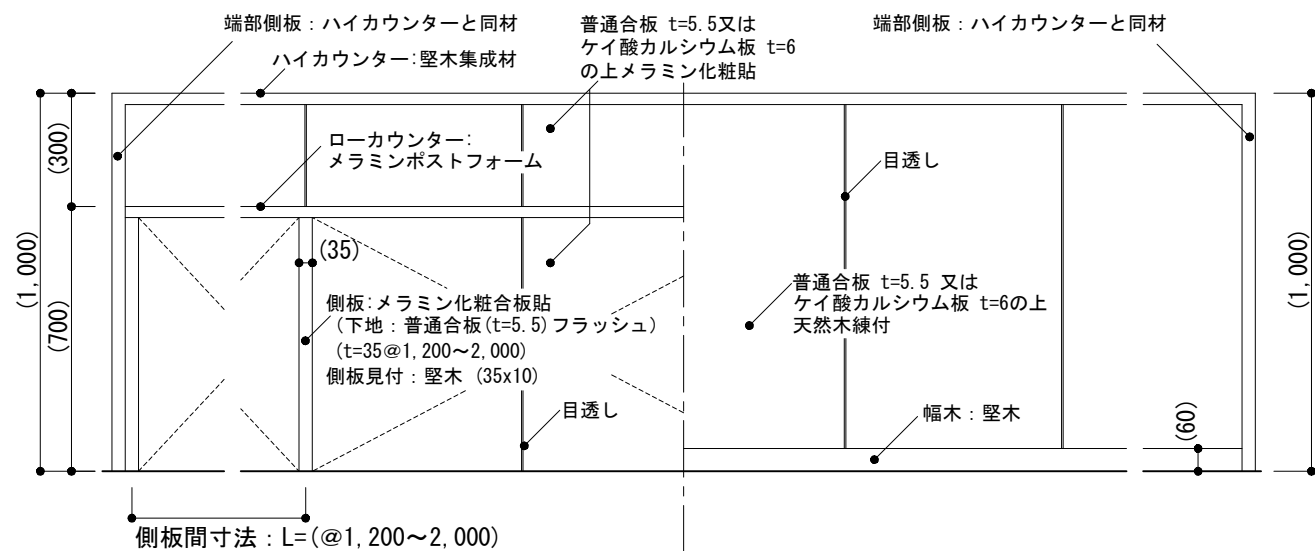 端部側板：ハイカウンターと同材
ハイカウンター：堅木集成材
普通合板 t=5.5又は
ケイ酸カルシウム板 t=6
の上メラミン化粧貼
端部側板：ハイカウンターと同材
(1,000)
(300)
(700)
ローカウンター：
メラミンポストフォーム
目透し
(35)
側板：メラミン化粧合板貼
（下地：普通合板(t=5.5)フラッシュ）
(t=35@1,200～2,000)
側板見付：堅木 (35x10)
目透し
普通合板 t=5.5 又は
ケイ酸カルシウム板 t=6の上
天然木練付
幅木：堅木
(60)
(1,000)
側板間寸法：L=(@1,200～2,000)